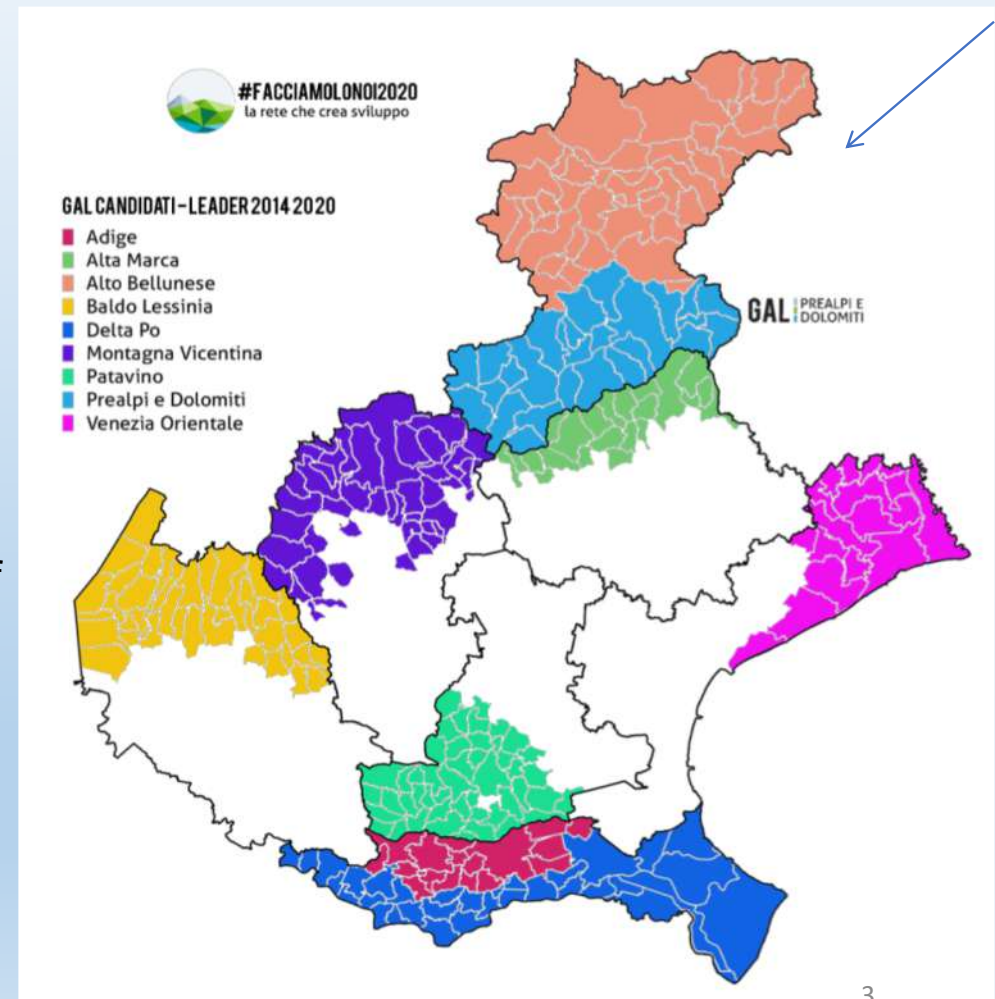 #FACCIAMOLONOI2020
la rete che crea sviluppo
GAL CANDIDATI - LEADER 2014 2020
Adige
Alta Marca
Alto Bellunese
Baldo Lessinia
Delta Po
Montagna Vicentina
Patavino
Prealpi e Dolomiti
Venezia Orientale
GAL PREALPI E
DOLOMITI
3